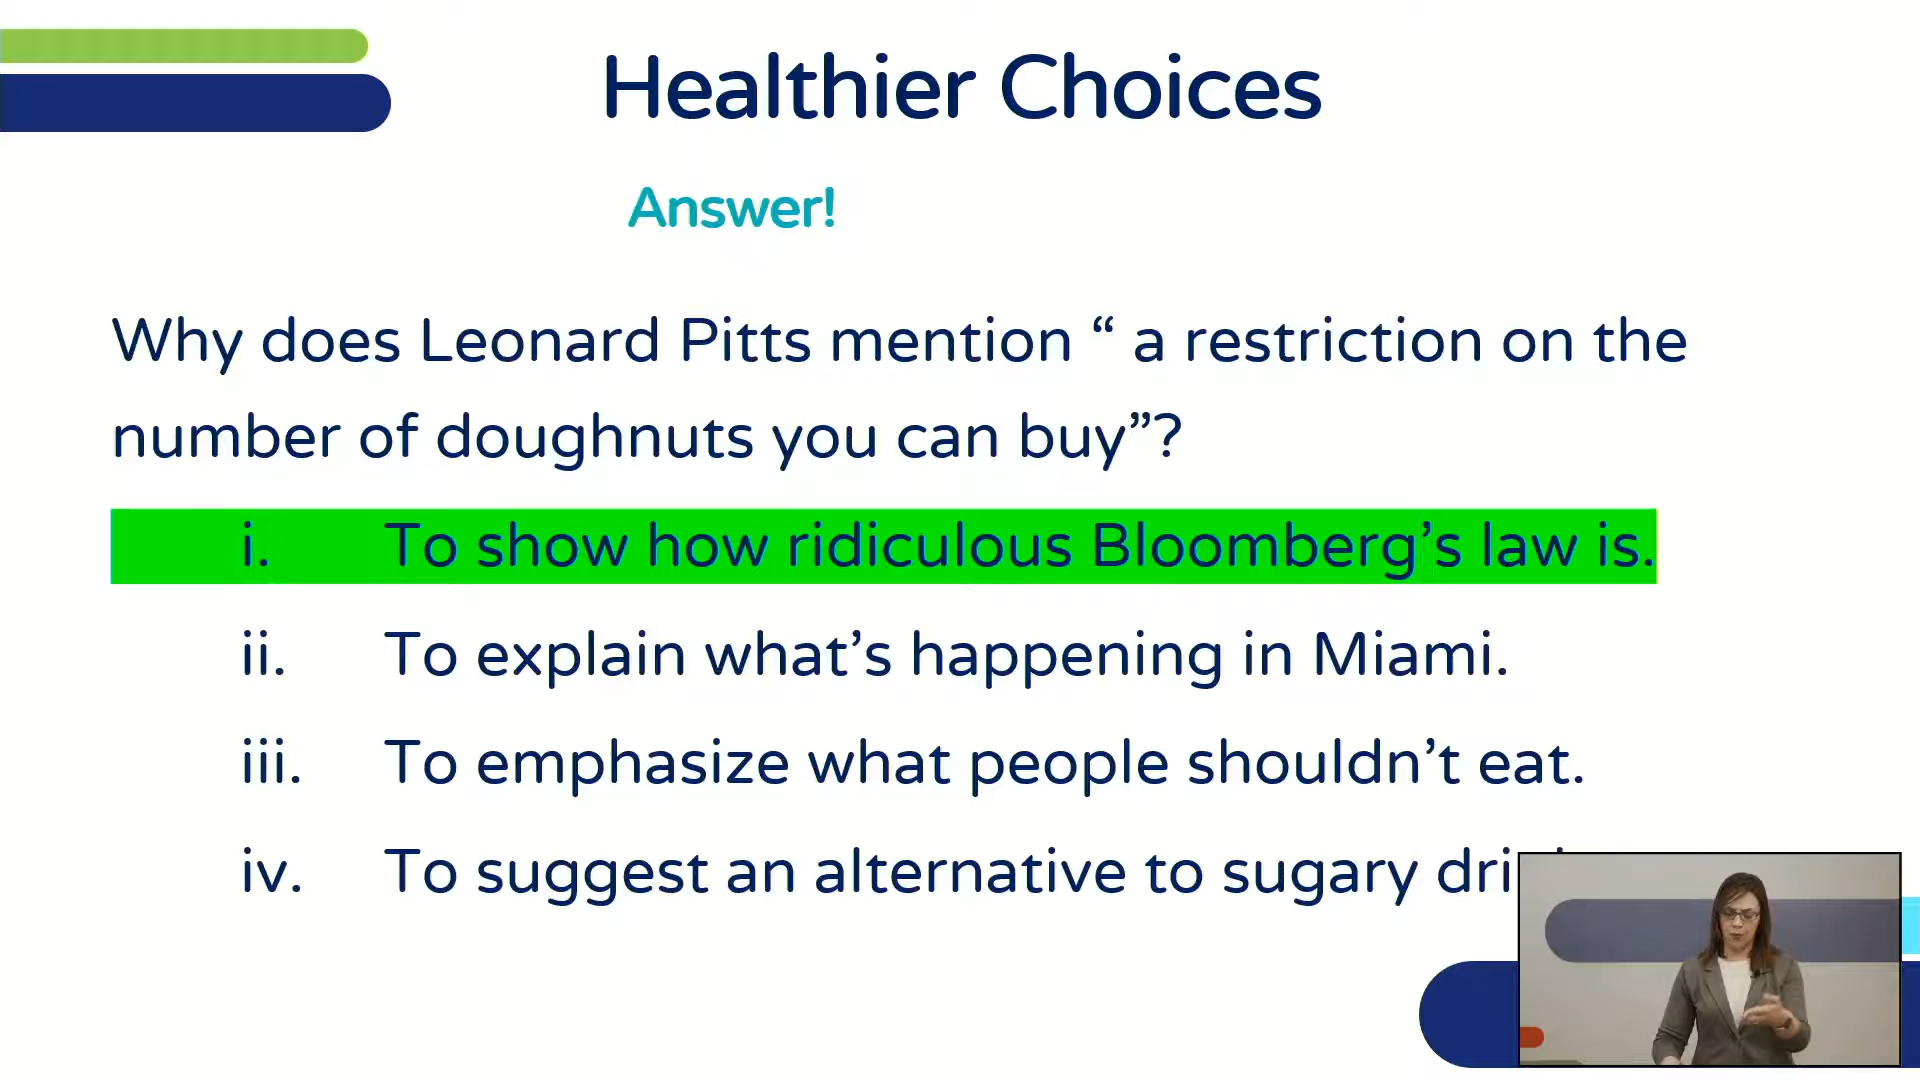 Healthier Choices
Answer!
Why does Leonard Pitts mention “ a restriction on the
number of doughnuts you can buy”?
i. To show how ridiculous Bloomberg’s law is.
ii. To explain what’s happening in Miami.
iii. To emphasize what people shouldn’t eat.
iv. To suggest an alternative to sugary